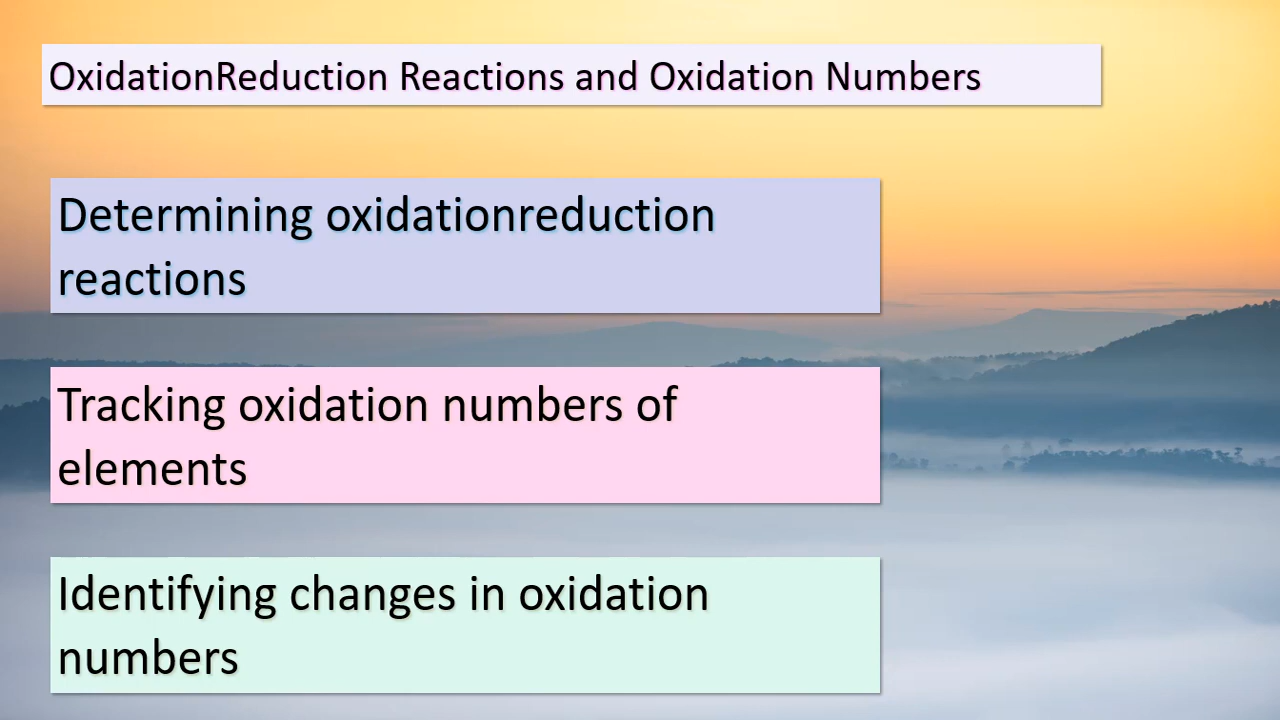 OxidationReduction Reactions and Oxidation Numbers
Determining oxidationreduction
reactions
Tracking oxidation numbers of
elements
Identifying changes in oxidation
numbers